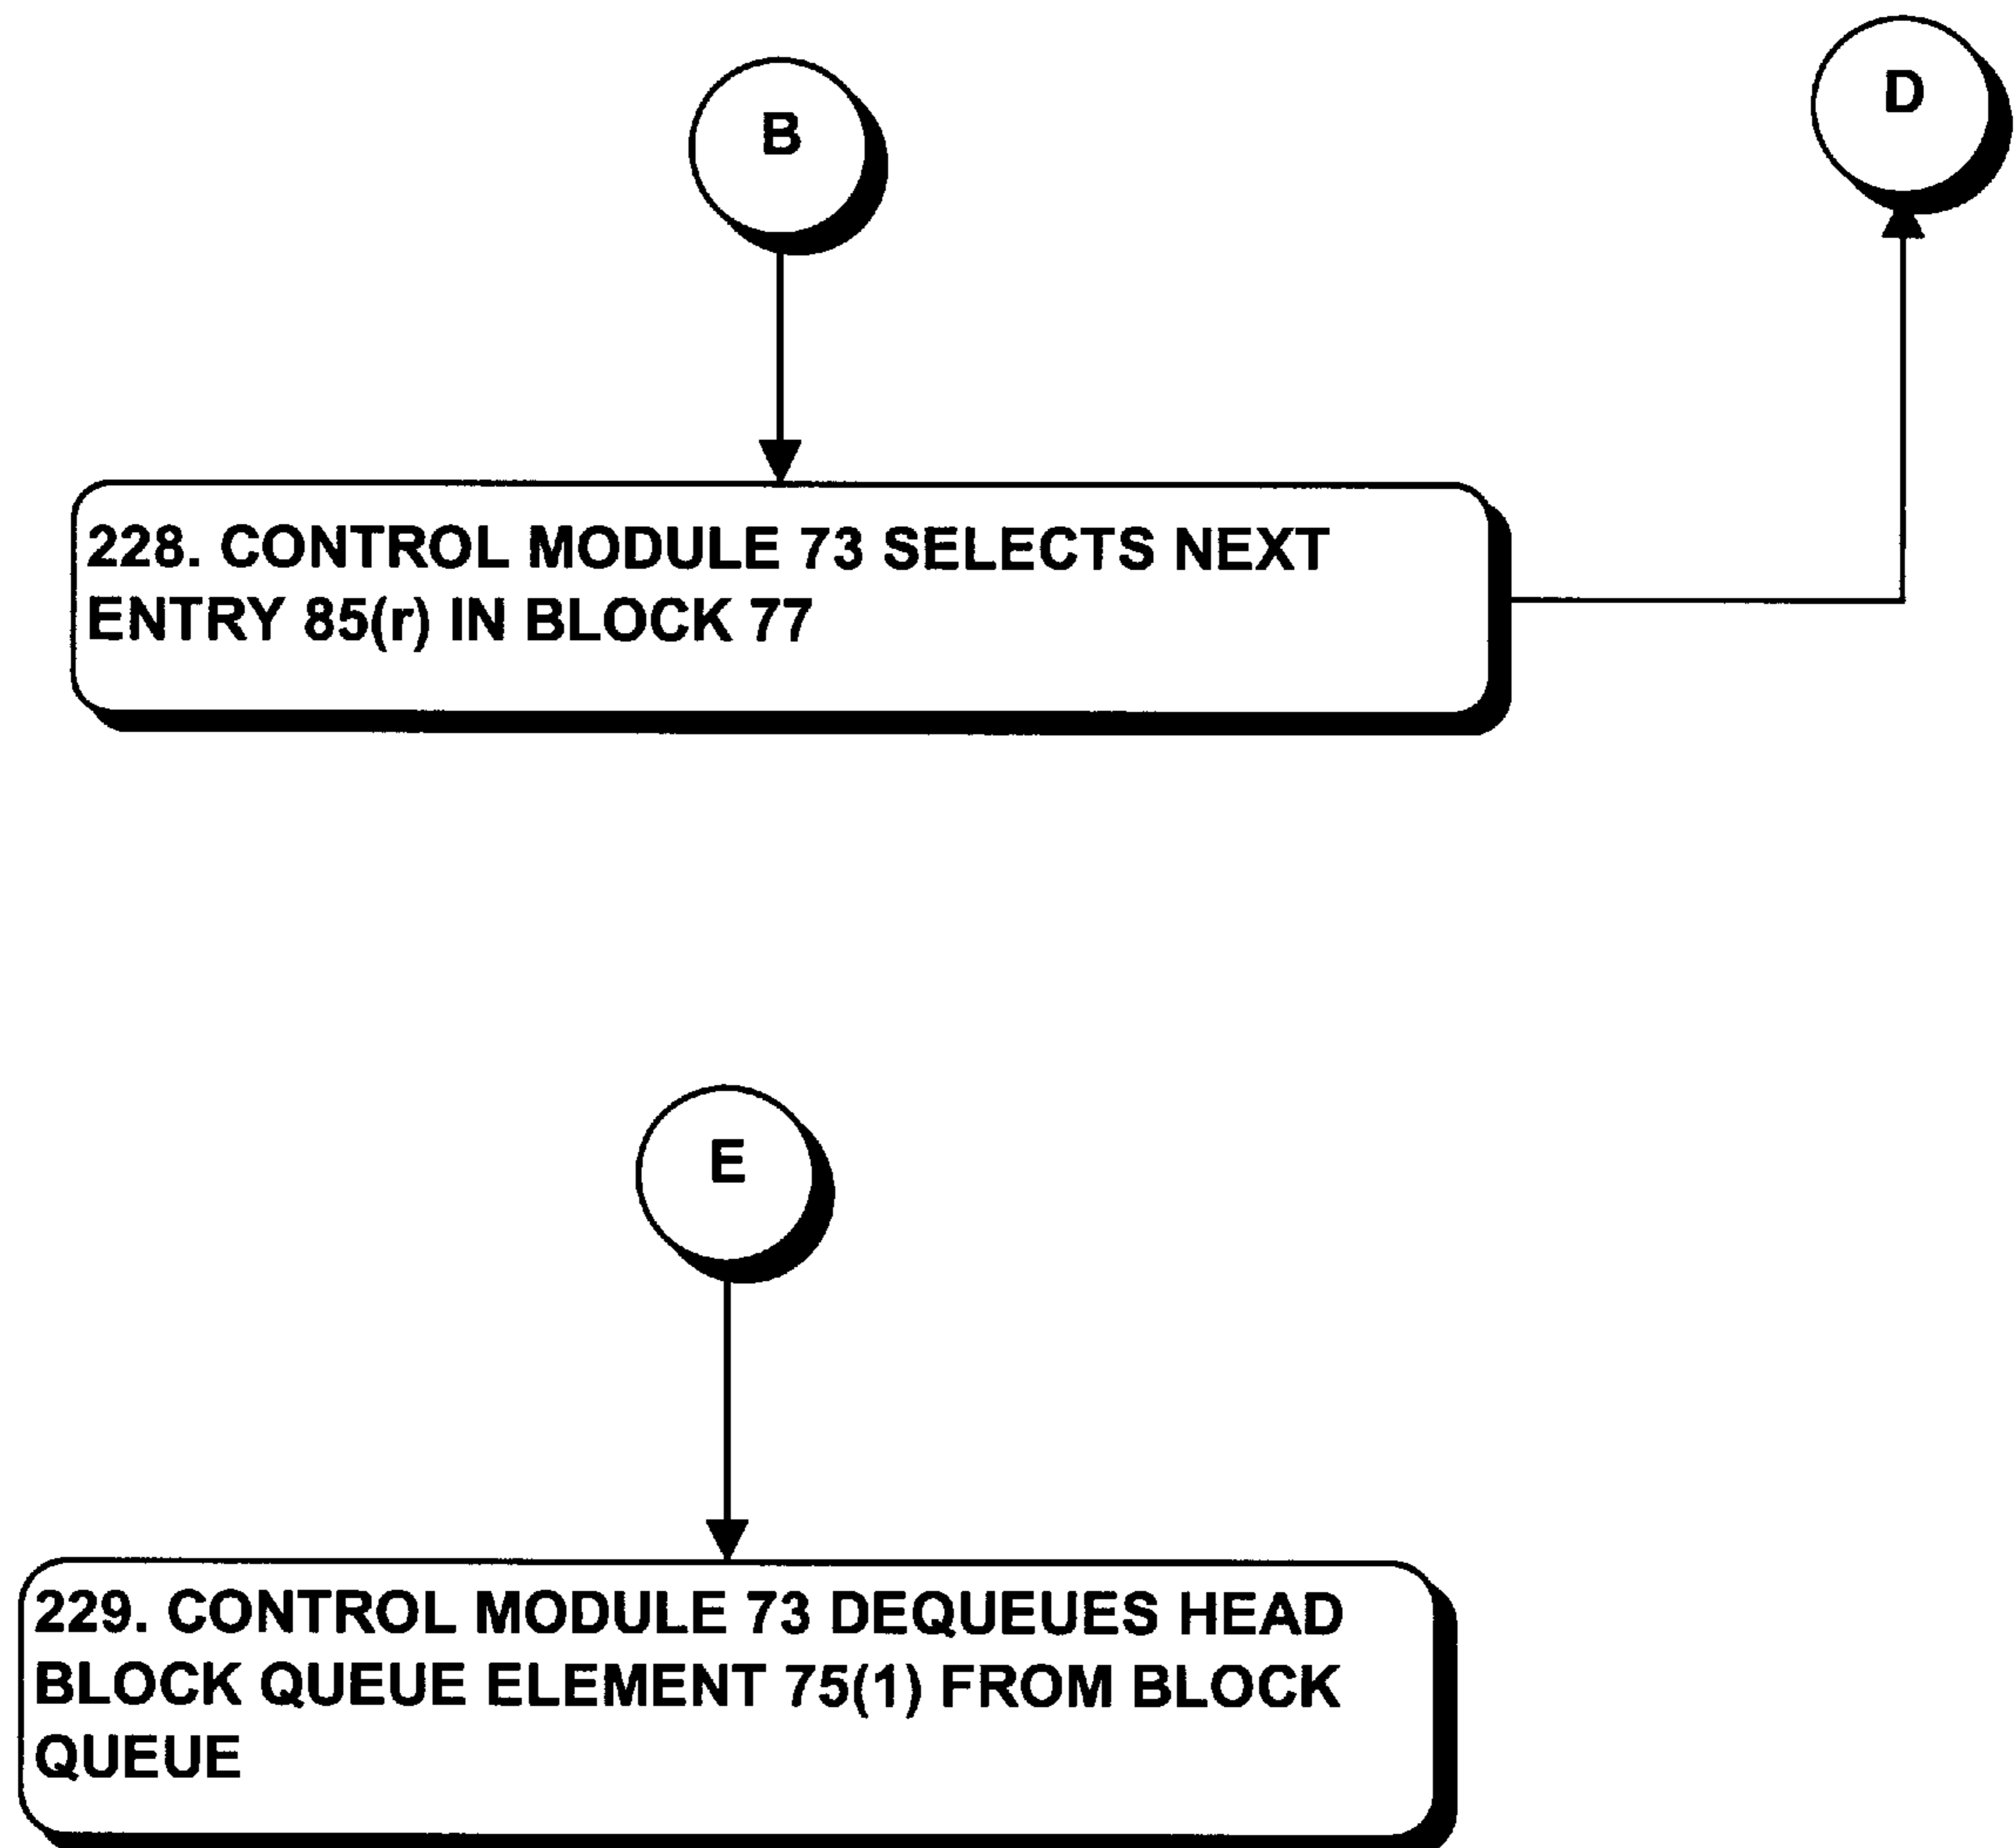 B
D
228. CONTROL MODULE 73 SELECTS NEXT
ENTRY 85(r) IN BLOCK 77
E
229. CONTROL MODULE 73 DEQUEUES HEAD
BLOCK QUEUE ELEMENT 75(1) FROM BLOCK
QUEUE